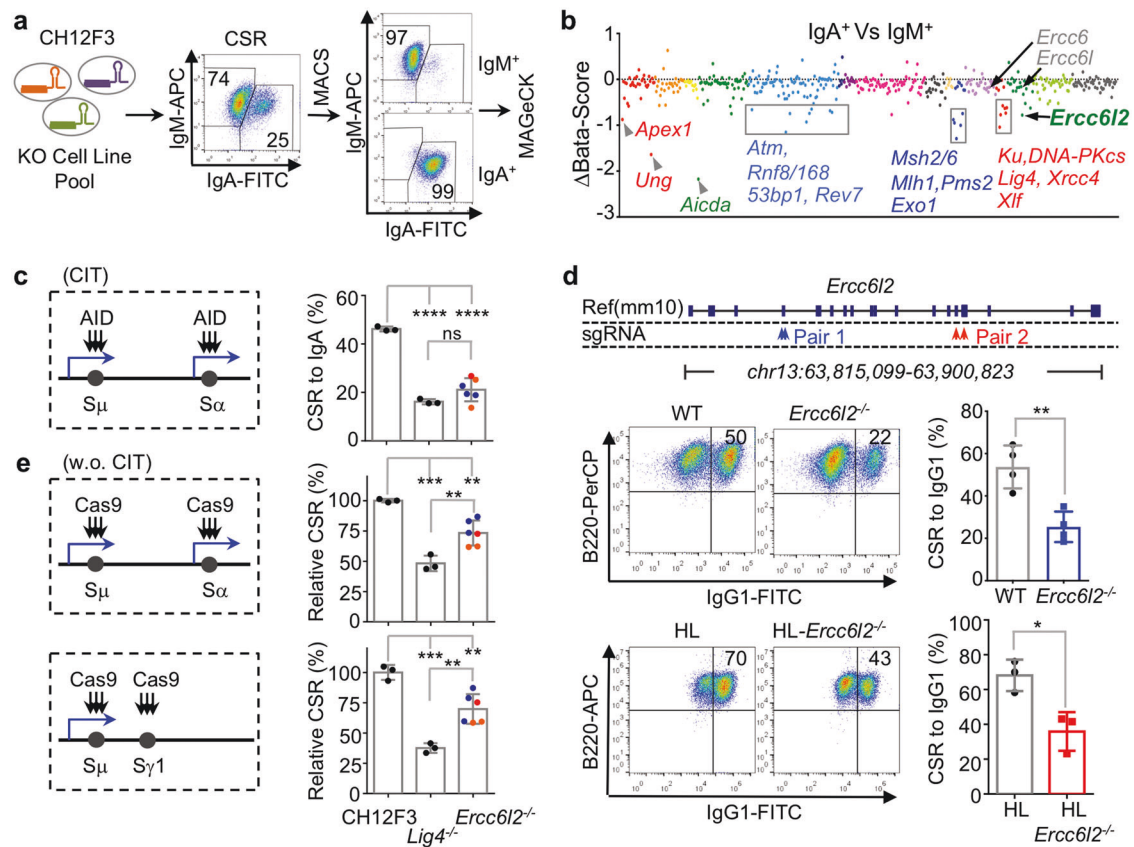 a
CH12F3
KO Cell Line
Pool
CSR
74
25
IgM-APC
IgA-FITC
MACS
97
IgM+
99
IgA+
IgM-APC
IgA-FITC
MAGeCK
b
IgA+ Vs IgM+
ΔBata-Score
1
0
-1
-2
-3
Apex1
Ung
Aicda
Atm,
Rnf8/168
53bp1, Rev7
Msh2/6
Mlh1,Pms2
Exo1
Ku,DNA-PKcs
Lig4, Xrcc4
Xlf
Ercc6
Ercc6l
Ercc6l2
c
(CIT)
AID
Sμ
Sα
CSR to IgA (%)
60
40
20
0
**** ****
ns
d
Ercc6l2
Ref(mm10)
sgRNA
Pair 1
Pair 2
chr13:63,815,099-63,900,823
WT
Ercc6l2-/-
50
22
B220-PerCP
IgG1-FITC
CSR to IgG1 (%)
80
60
40
20
0
**
WT Ercc6l2-/-
HL
HL-Ercc6l2-/-
70
43
B220-APC
IgG1-FITC
CSR to IgG1 (%)
100
80
60
40
20
0
*
HL HL
Ercc6l2-/-
e
(w.o. CIT)
Cas9 Cas9
Sμ
Sα
Relative CSR (%)
125
100
75
50
25
0
*** **
**
Cas9 Cas9
Sμ Sγ1
Relative CSR (%)
125
100
75
50
25
0
*** **
**
CH12F3
Lig4-/-
Ercc6l2-/-